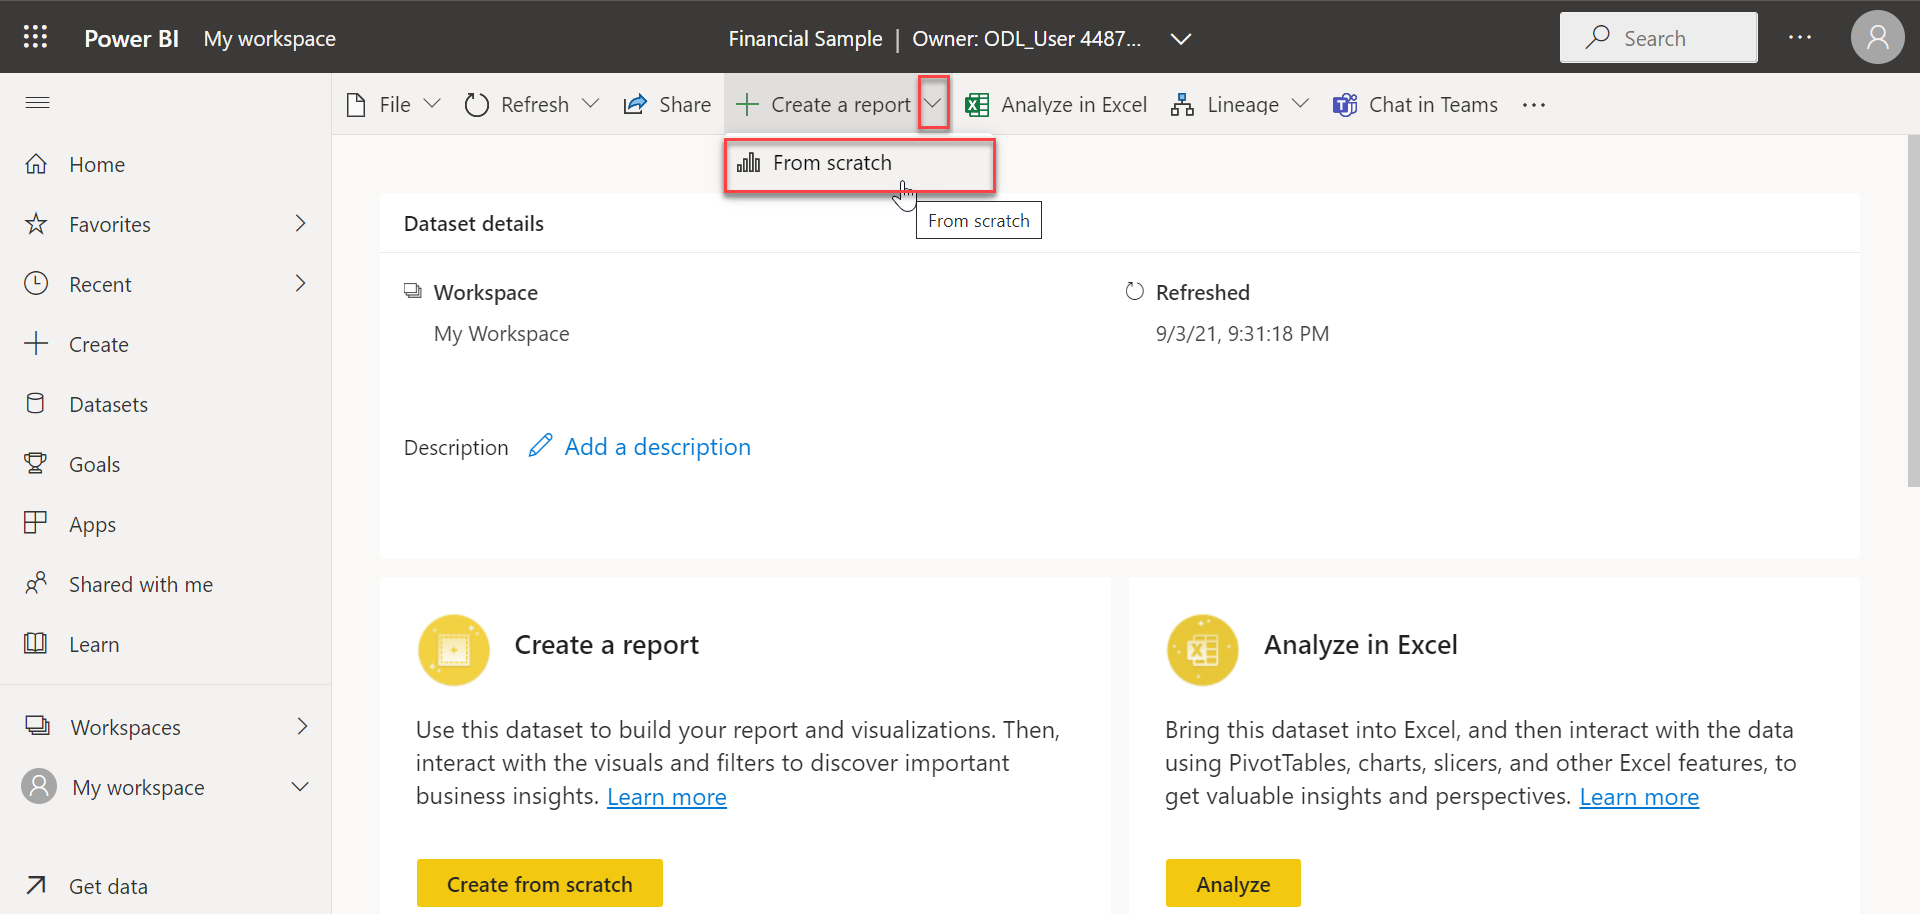 Power BI My workspace Financial Sample | Owner: ODL_User 4487... Search ...
File Refresh Share Create a report Analyze in Excel Lineage Chat in Teams ...
From scratch
From scratch
Home
Favorites
Recent
Create
Datasets
Goals
Apps
Shared with me
Learn
Workspaces
My workspace
Get data
Dataset details
Workspace
My Workspace
Refreshed
9/3/21, 9:31:18 PM
Description Add a description
Create a report
Use this dataset to build your report and visualizations. Then,
interact with the visuals and filters to discover important
business insights. Learn more
Create from scratch
Analyze in Excel
Bring this dataset into Excel, and then interact with the data
using PivotTables, charts, slicers, and other Excel features, to
get valuable insights and perspectives. Learn more
Analyze